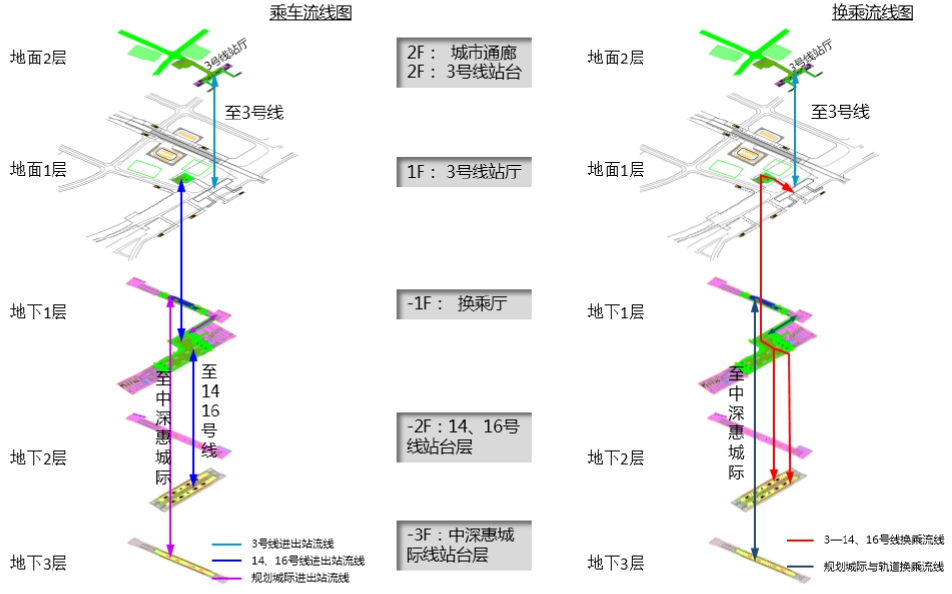 乘车流线图
地面2层
3号线站厅
至3号线
地面1层
地下1层
至中深惠城际
至14
16号线
地下2层
地下3层
3号线进出站流线
14、16号线进出站流线
规划城际进出站流线
2F： 城市通廊
2F： 3号线站台
1F： 3号线站厅
-1F： 换乘厅
-2F：14、16号
线站台层
-3F：中深惠城
际线站台层
换乘流线图
地面2层
3号线站厅
至3号线
地面1层
地下1层
至中深惠城际
地下2层
地下3层
3—14、16号线换乘流线
规划城际与轨道换乘流线